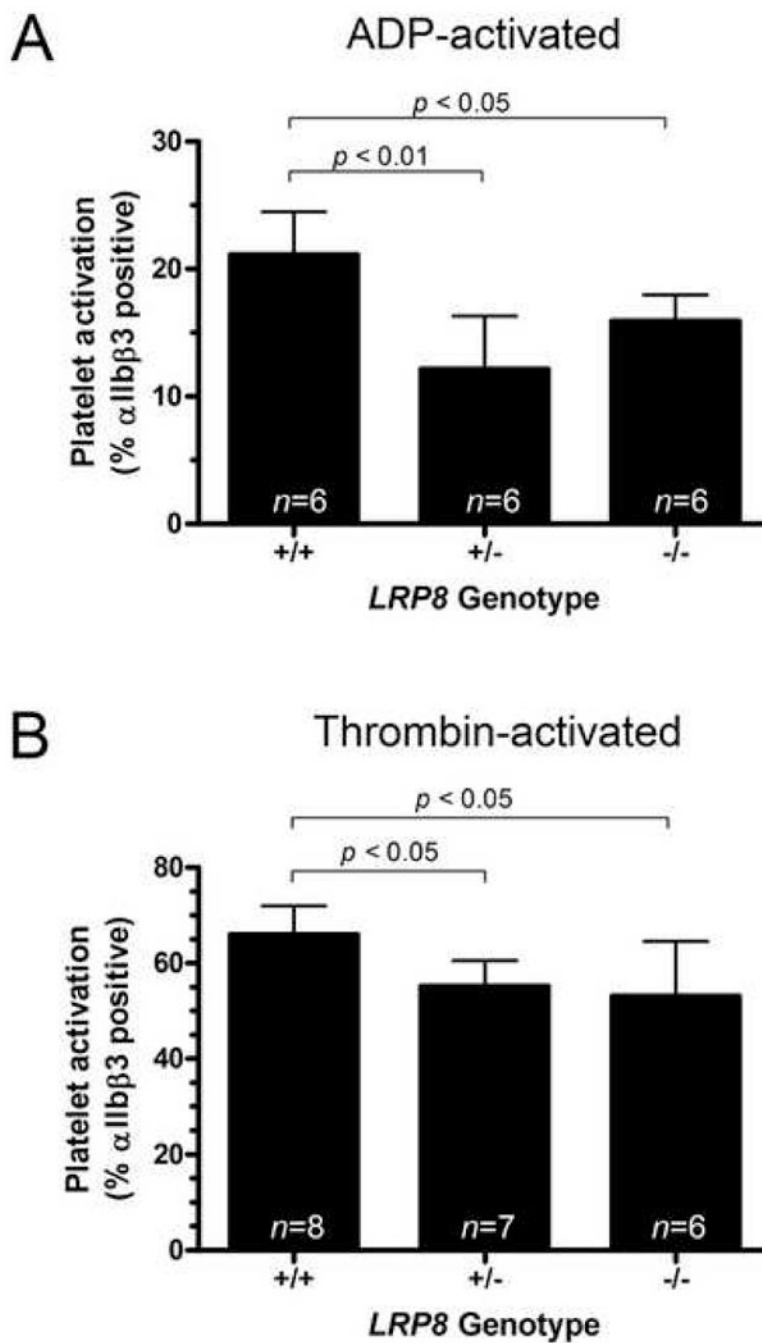 A
ADP-activated
p < 0.05
p < 0.01
30
20
10
0
Platelet activation
(% αIIbβ3 positive)
n=6
n=6
n=6
+/+
+/-
-/-
LRP8 Genotype
B
Thrombin-activated
p < 0.05
p < 0.05
80
60
40
20
0
Platelet activation
(% αIIbβ3 positive)
n=8
n=7
n=6
+/+
+/-
-/-
LRP8 Genotype